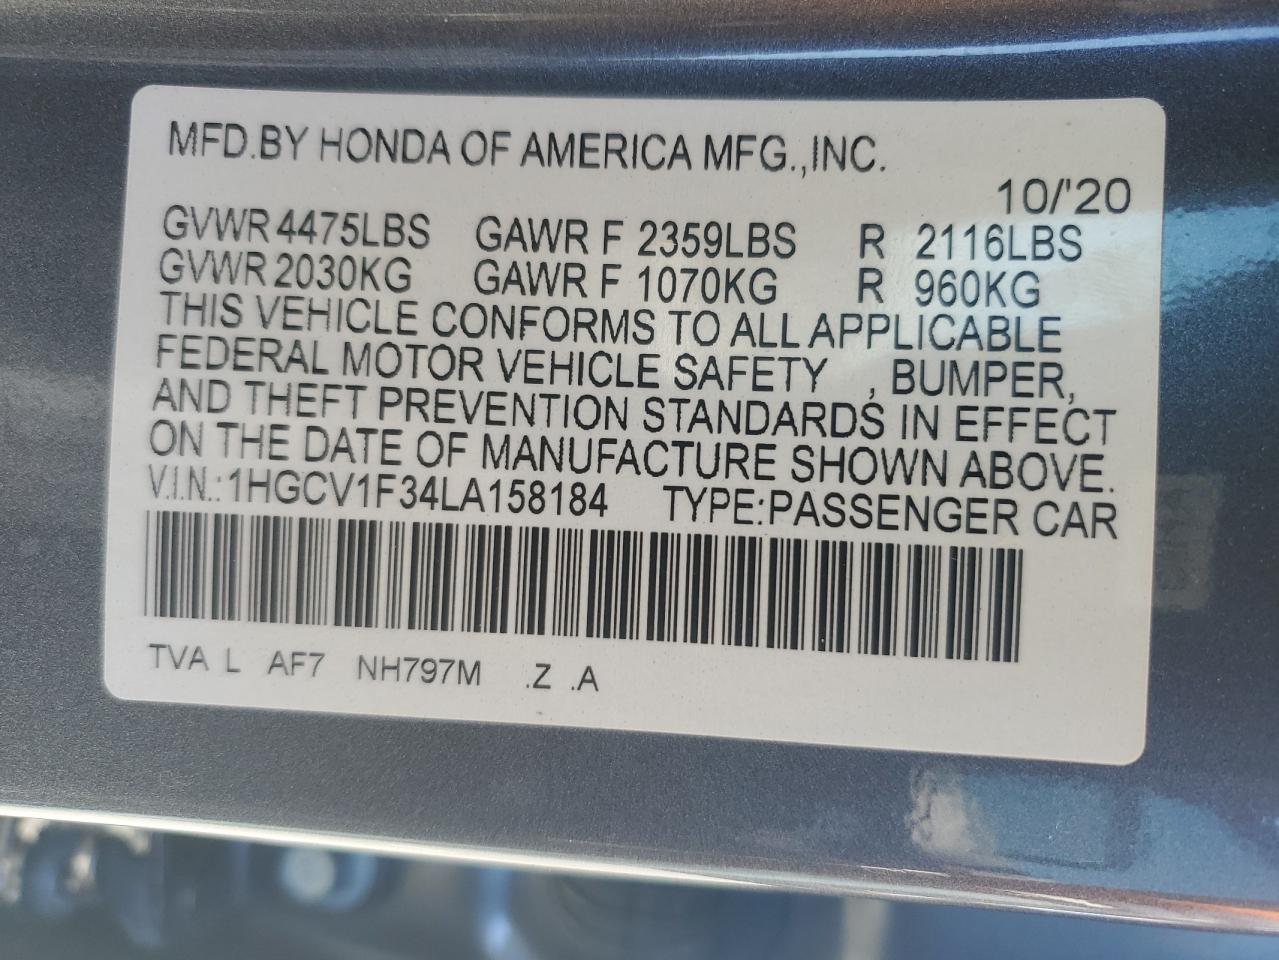 MFD.BY HONDA OF AMERICA MFG.,INC.
10/'20
GVWR 4475LBS GAWR F 2359LBS R 2116LBS
GVWR 2030KG GAWR F 1070KG R 960KG
THIS VEHICLE CONFORMS TO ALL APPLICABLE
FEDERAL MOTOR VEHICLE SAFETY , BUMPER,
AND THEFT PREVENTION STANDARDS IN EFFECT
ON THE DATE OF MANUFACTURE SHOWN ABOVE.
V.I.N.:1HGCV1F34LA158184 TYPE:PASSENGER CAR
TVA L AF7 NH797M .Z .A